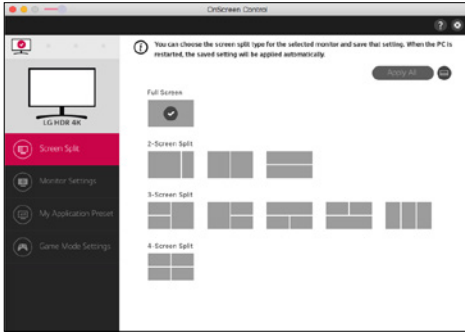 OnScreen Control
You can choose the screen split type for the selected monitor and save that setting. When the PC is
restarted, the saved setting will be applied automatically.
Apply All
LG HDR 4K
Screen Split
Monitor Settings
My Application Preset
Game Mode Settings
Full Screen
2-Screen Split
3-Screen Split
4-Screen Split